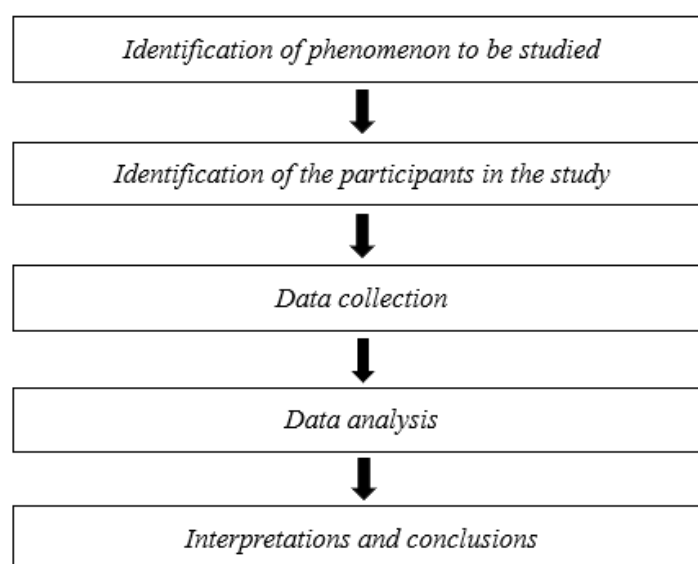 Identification of phenomenon to be studied
Identification of the participants in the study
Data collection
Data analysis
Interpretations and conclusions